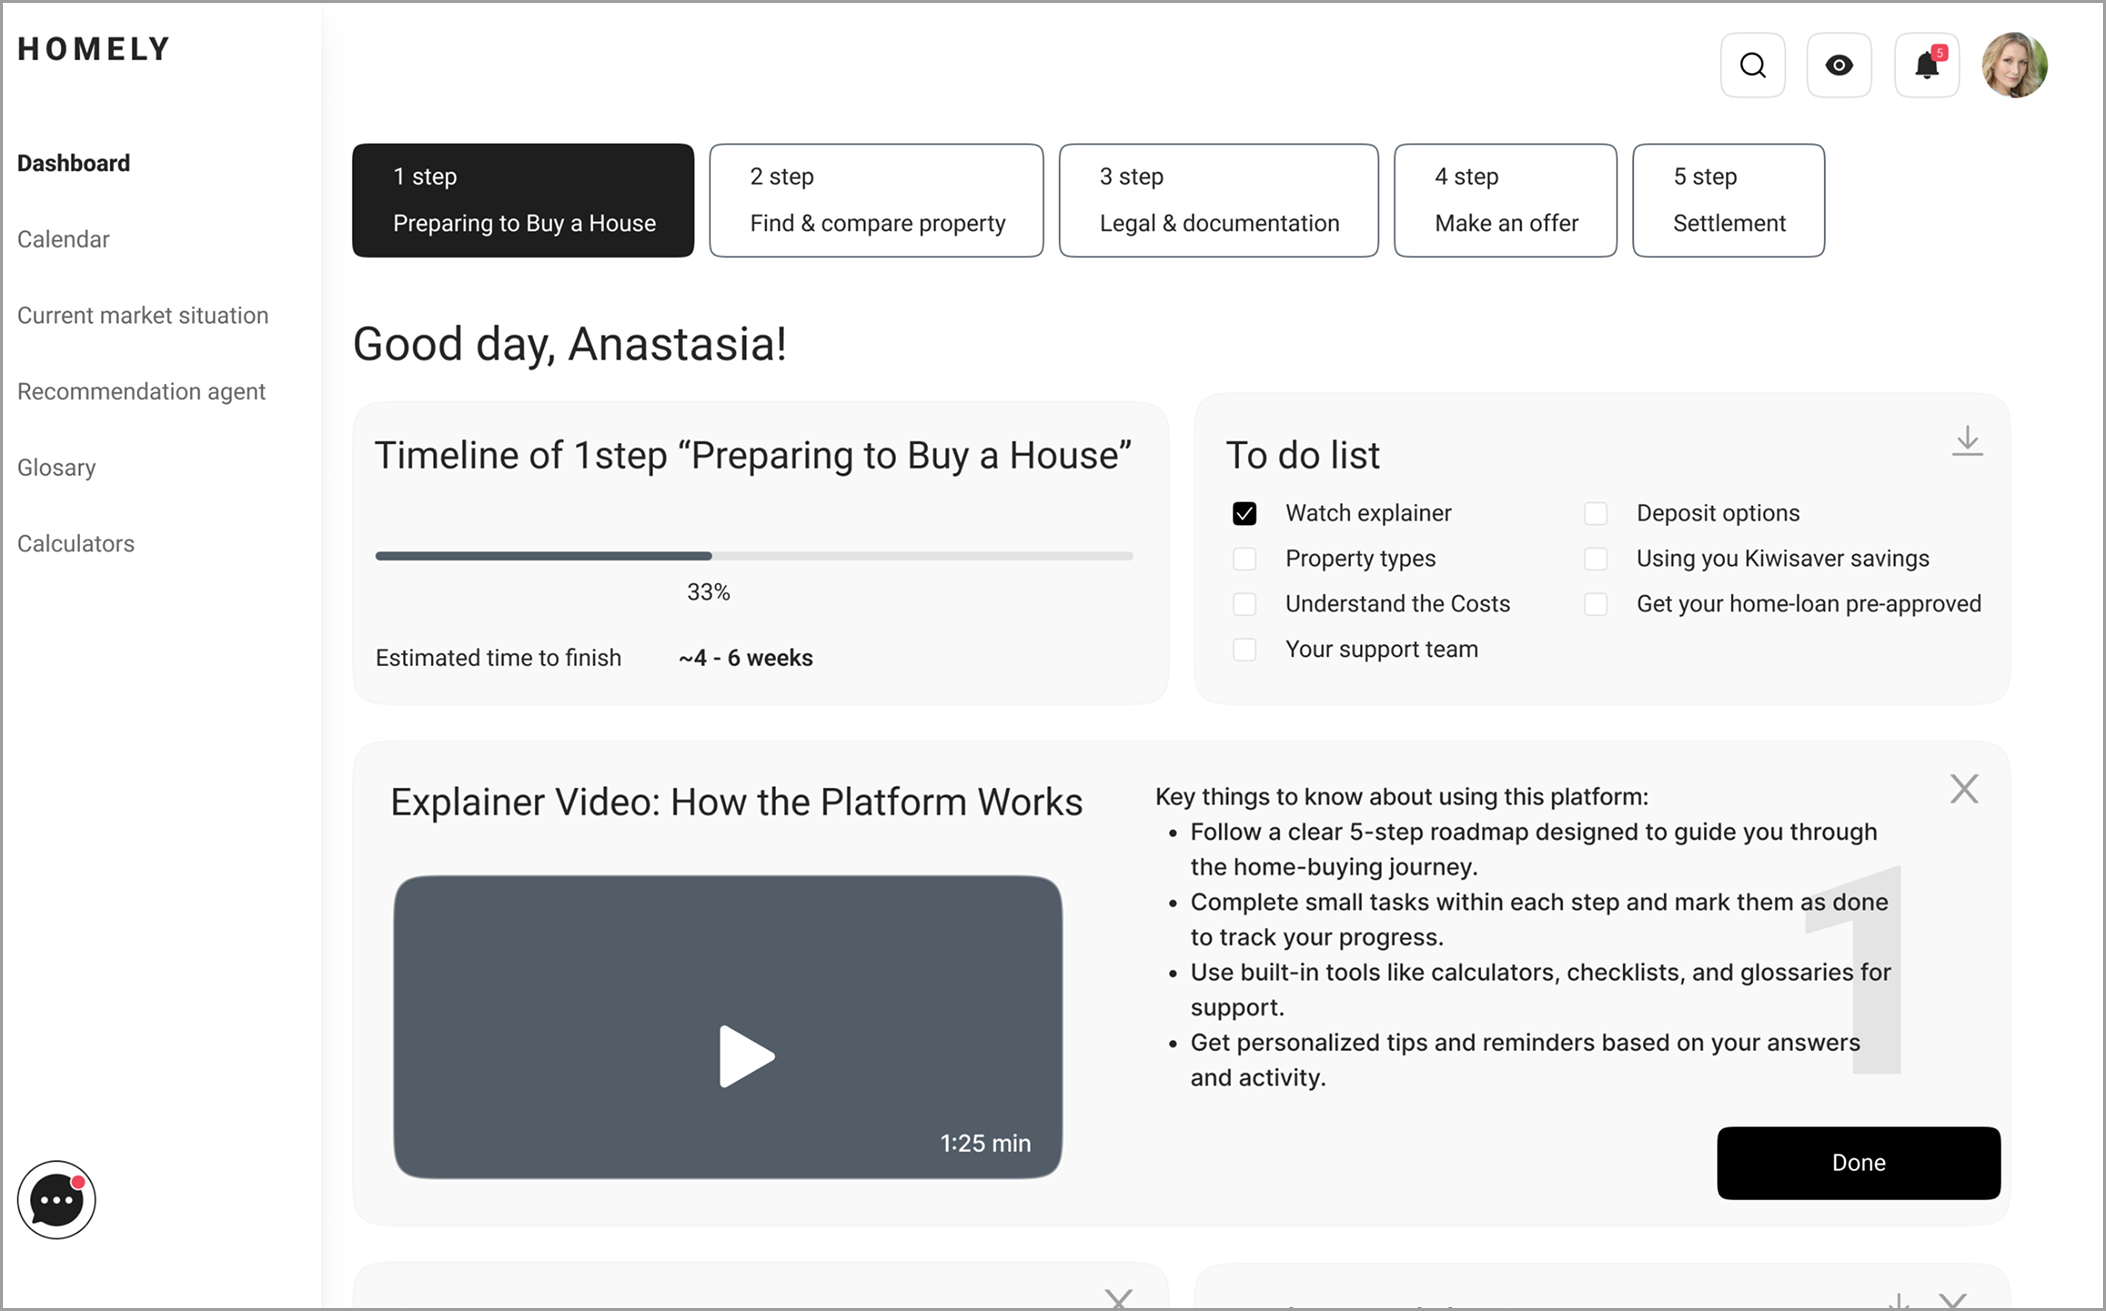 HOMELY
5
Dashboard
Calendar
Current market situation
Recommendation agent
Glosary
Calculators
1 step
Preparing to Buy a House
2 step
Find & compare property
3 step
Legal & documentation
4 step
Make an offer
5 step
Settlement
Good day, Anastasia!
Timeline of 1step “Preparing to Buy a House”
33%
Estimated time to finish ~4 - 6 weeks
To do list
Watch explainer
Property types
Understand the Costs
Your support team
Deposit options
Using you Kiwisaver savings
Get your home-loan pre-approved
Explainer Video: How the Platform Works
1:25 min
Key things to know about using this platform:
• Follow a clear 5-step roadmap designed to guide you through
the home-buying journey.
• Complete small tasks within each step and mark them as done
to track your progress.
• Use built-in tools like calculators, checklists, and glossaries for
support.
• Get personalized tips and reminders based on your answers
and activity.
1
Done